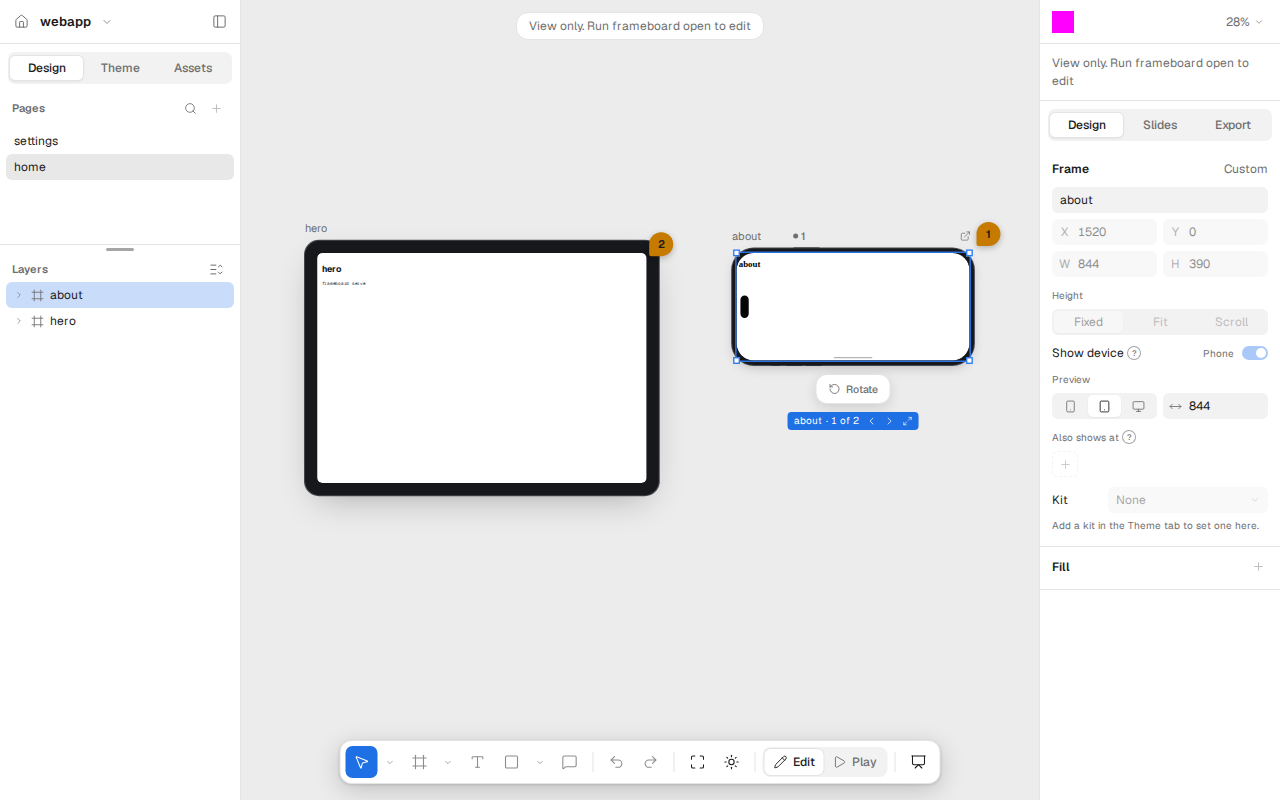 webapp
Design
Theme
Assets
Pages
settings
home
Layers
about
hero
View only. Run frameboard open to edit
hero
2
hero
frameboard serve
about
1
1
about
Rotate
about · 1 of 2
Edit
Play
28%
View only. Run frameboard open to
edit
Design
Slides
Export
Frame
Custom
about
X 1520
Y 0
W 844
H 390
Height
Fixed
Fit
Scroll
Show device ?
Phone
Preview
844
Also shows at ?
Kit
None
Add a kit in the Theme tab to set one here.
Fill